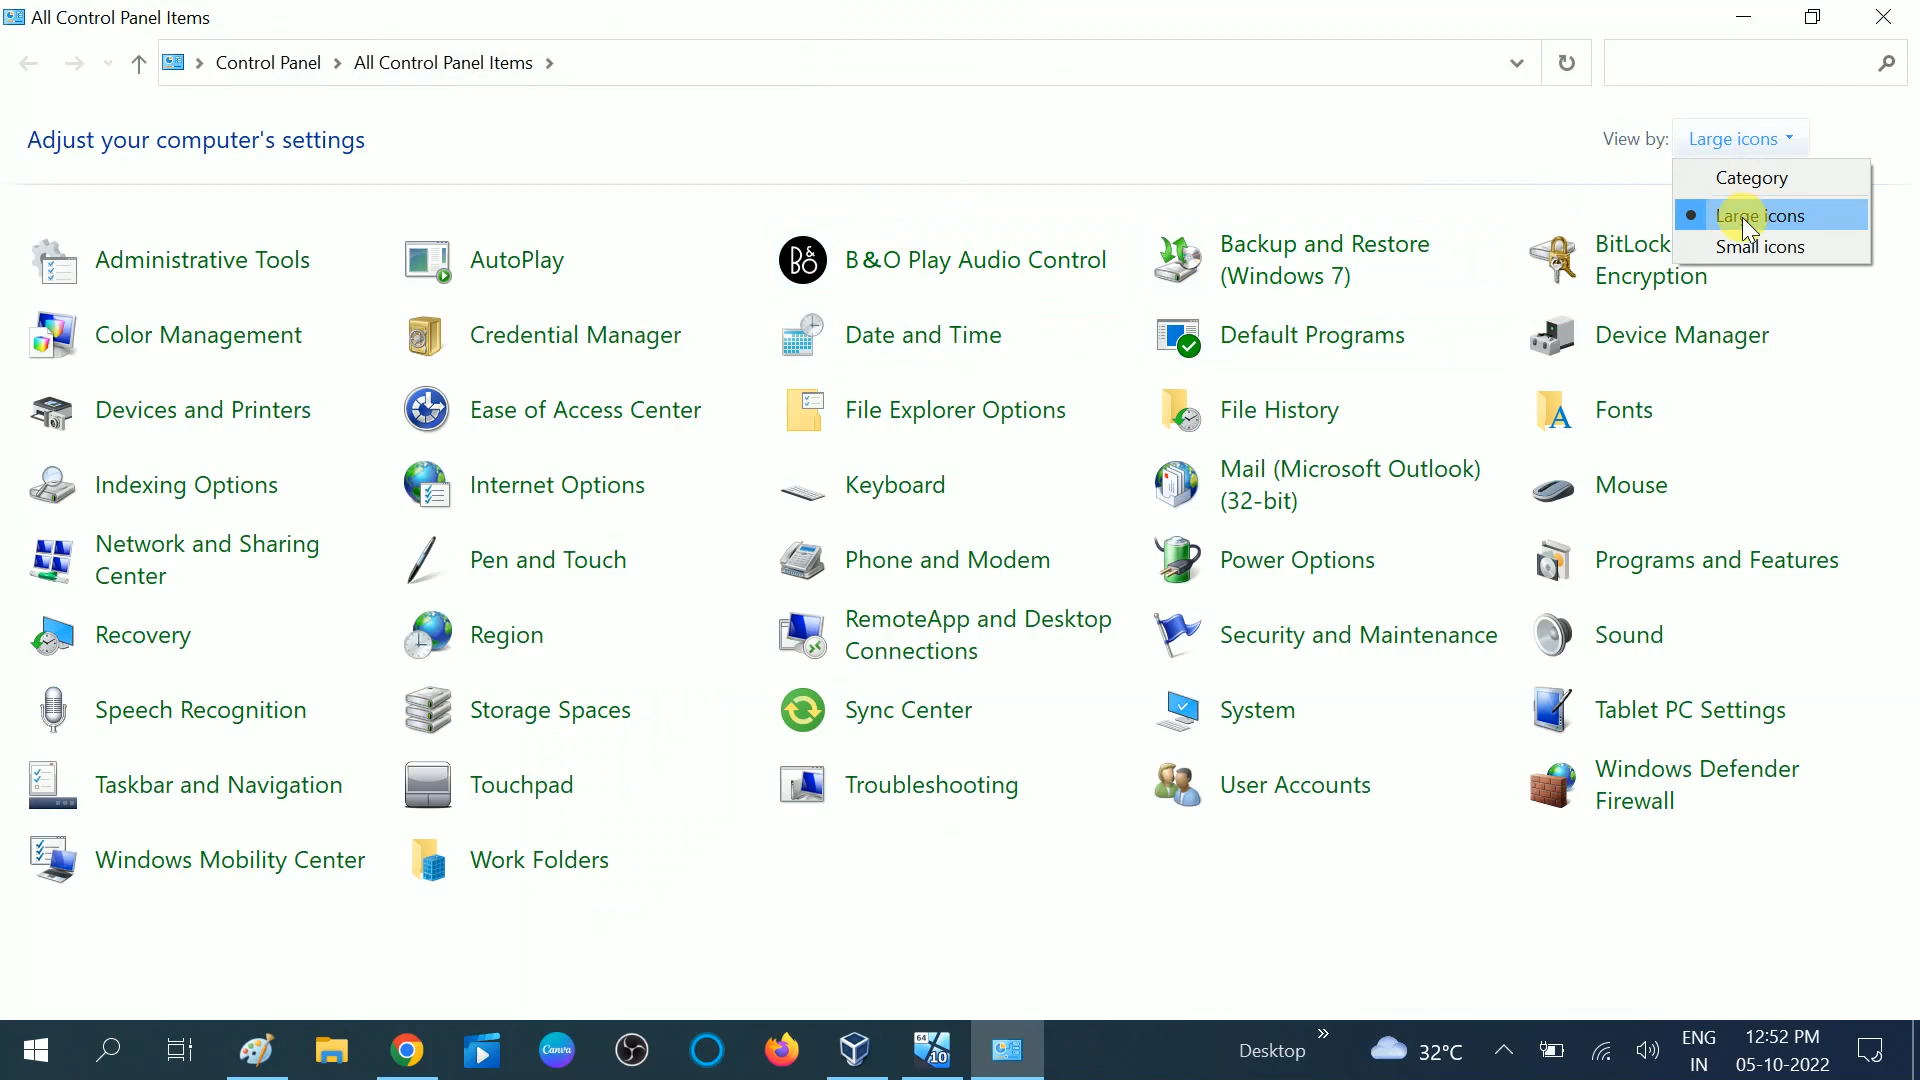 All Control Panel Items
Control Panel > All Control Panel Items >
Adjust your computer's settings
View by: Large icons
Category
Large icons
Small icons
Administrative Tools
AutoPlay
B&O Play Audio Control
Backup and Restore
(Windows 7)
BitLock
Encryption
Color Management
Credential Manager
Date and Time
Default Programs
Device Manager
Devices and Printers
Ease of Access Center
File Explorer Options
File History
Fonts
Indexing Options
Internet Options
Keyboard
Mail (Microsoft Outlook)
(32-bit)
Mouse
Network and Sharing
Center
Pen and Touch
Phone and Modem
Power Options
Programs and Features
Recovery
Region
RemoteApp and Desktop
Connections
Security and Maintenance
Sound
Speech Recognition
Storage Spaces
Sync Center
System
Tablet PC Settings
Taskbar and Navigation
Touchpad
Troubleshooting
User Accounts
Windows Defender
Firewall
Windows Mobility Center
Work Folders
B&O
A
Canva
64
10
Desktop
32°C
ENG
IN
12:52 PM
05-10-2022